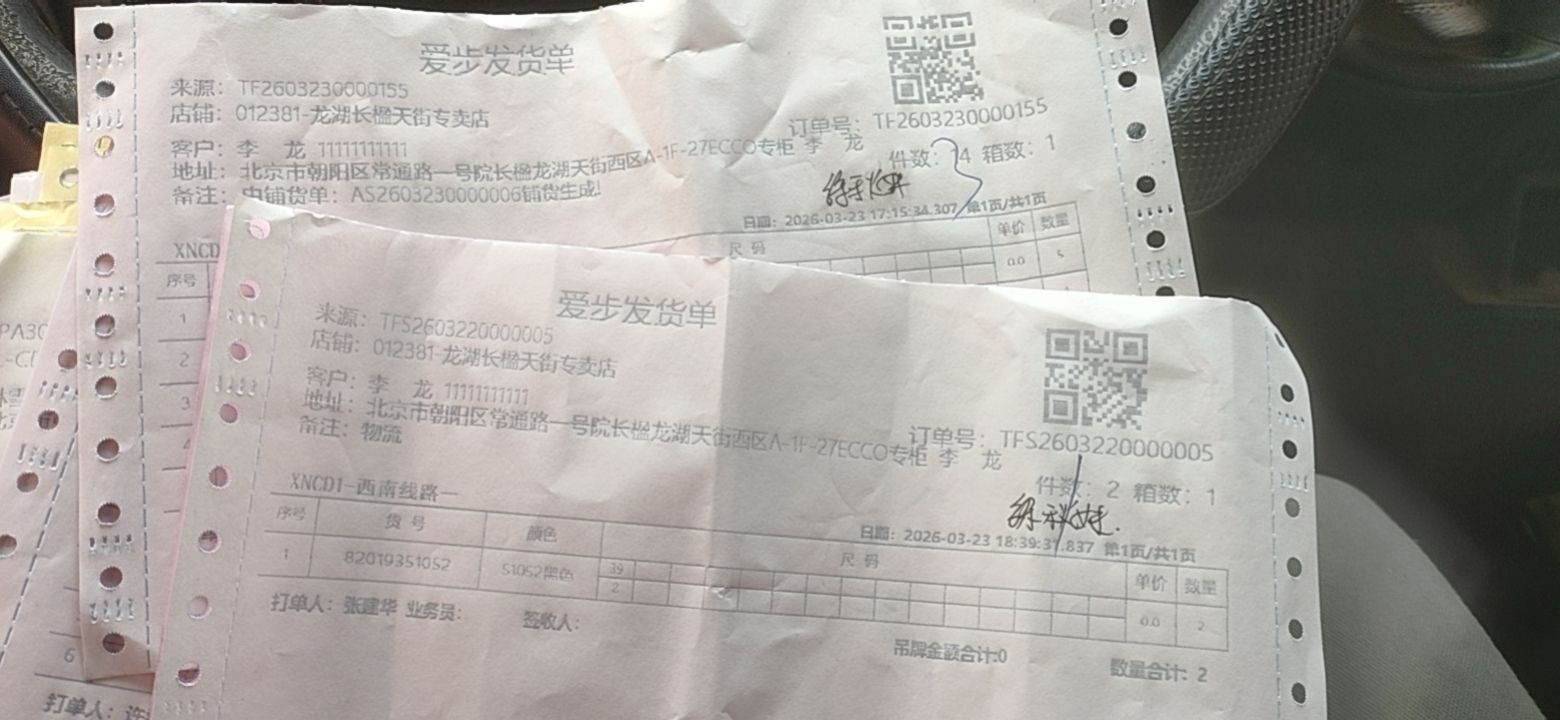 爱步发货单
来源：TF2603230000155
店铺：012381-龙湖长楹天街专卖店
订单号：TF2603230000155
客户：李 龙 11111111111
地址：北京市朝阳区常通路一号院长楹龙湖天街西区A-1F-27ECCO专柜 李 龙
件数：14 箱数：1
备注：由铺货单：AS2603230000006铺货生成!
日期：2026-03-23 17:15:34.307 第1页/共1页
XNCD
序号 尺码 单价 数量
1 0.0 5
2
3
4
爱步发货单
来源：TFS2603220000005
店铺：012381-龙湖长楹天街专卖店
客户：李 龙 11111111111
地址：北京市朝阳区常通路一号院长楹龙湖天街西区A-1F-27ECCO专柜 李 龙
订单号：TFS2603220000005
备注：物流
件数：2 箱数：1
XNCD1-西南线路一
日期：2026-03-23 18:39:31.837 第1页/共1页
序号 货号 颜色 尺码 单价 数量
39
1 82019351052 51052黑色 2 0.0 2
打单人：张建华 业务员： 签收人：
吊牌金额合计:0 数量合计：2
PA30
6
打单人：